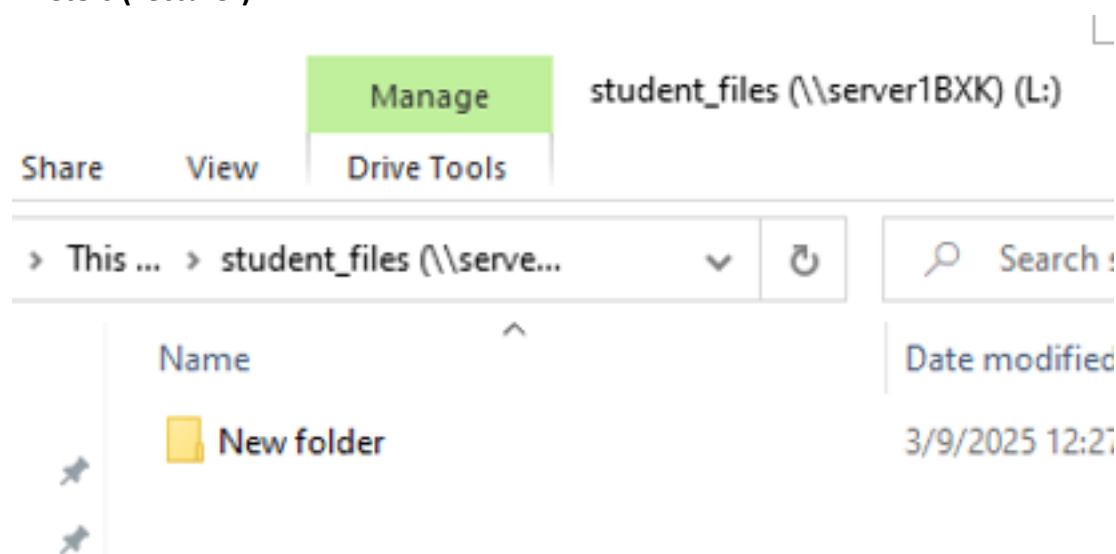 Manage
student_files (\\server1BXK) (L:)
Share View Drive Tools
> This ... > student_files (\\serve...
Search s
Name
Date modified
New folder
3/9/2025 12:27